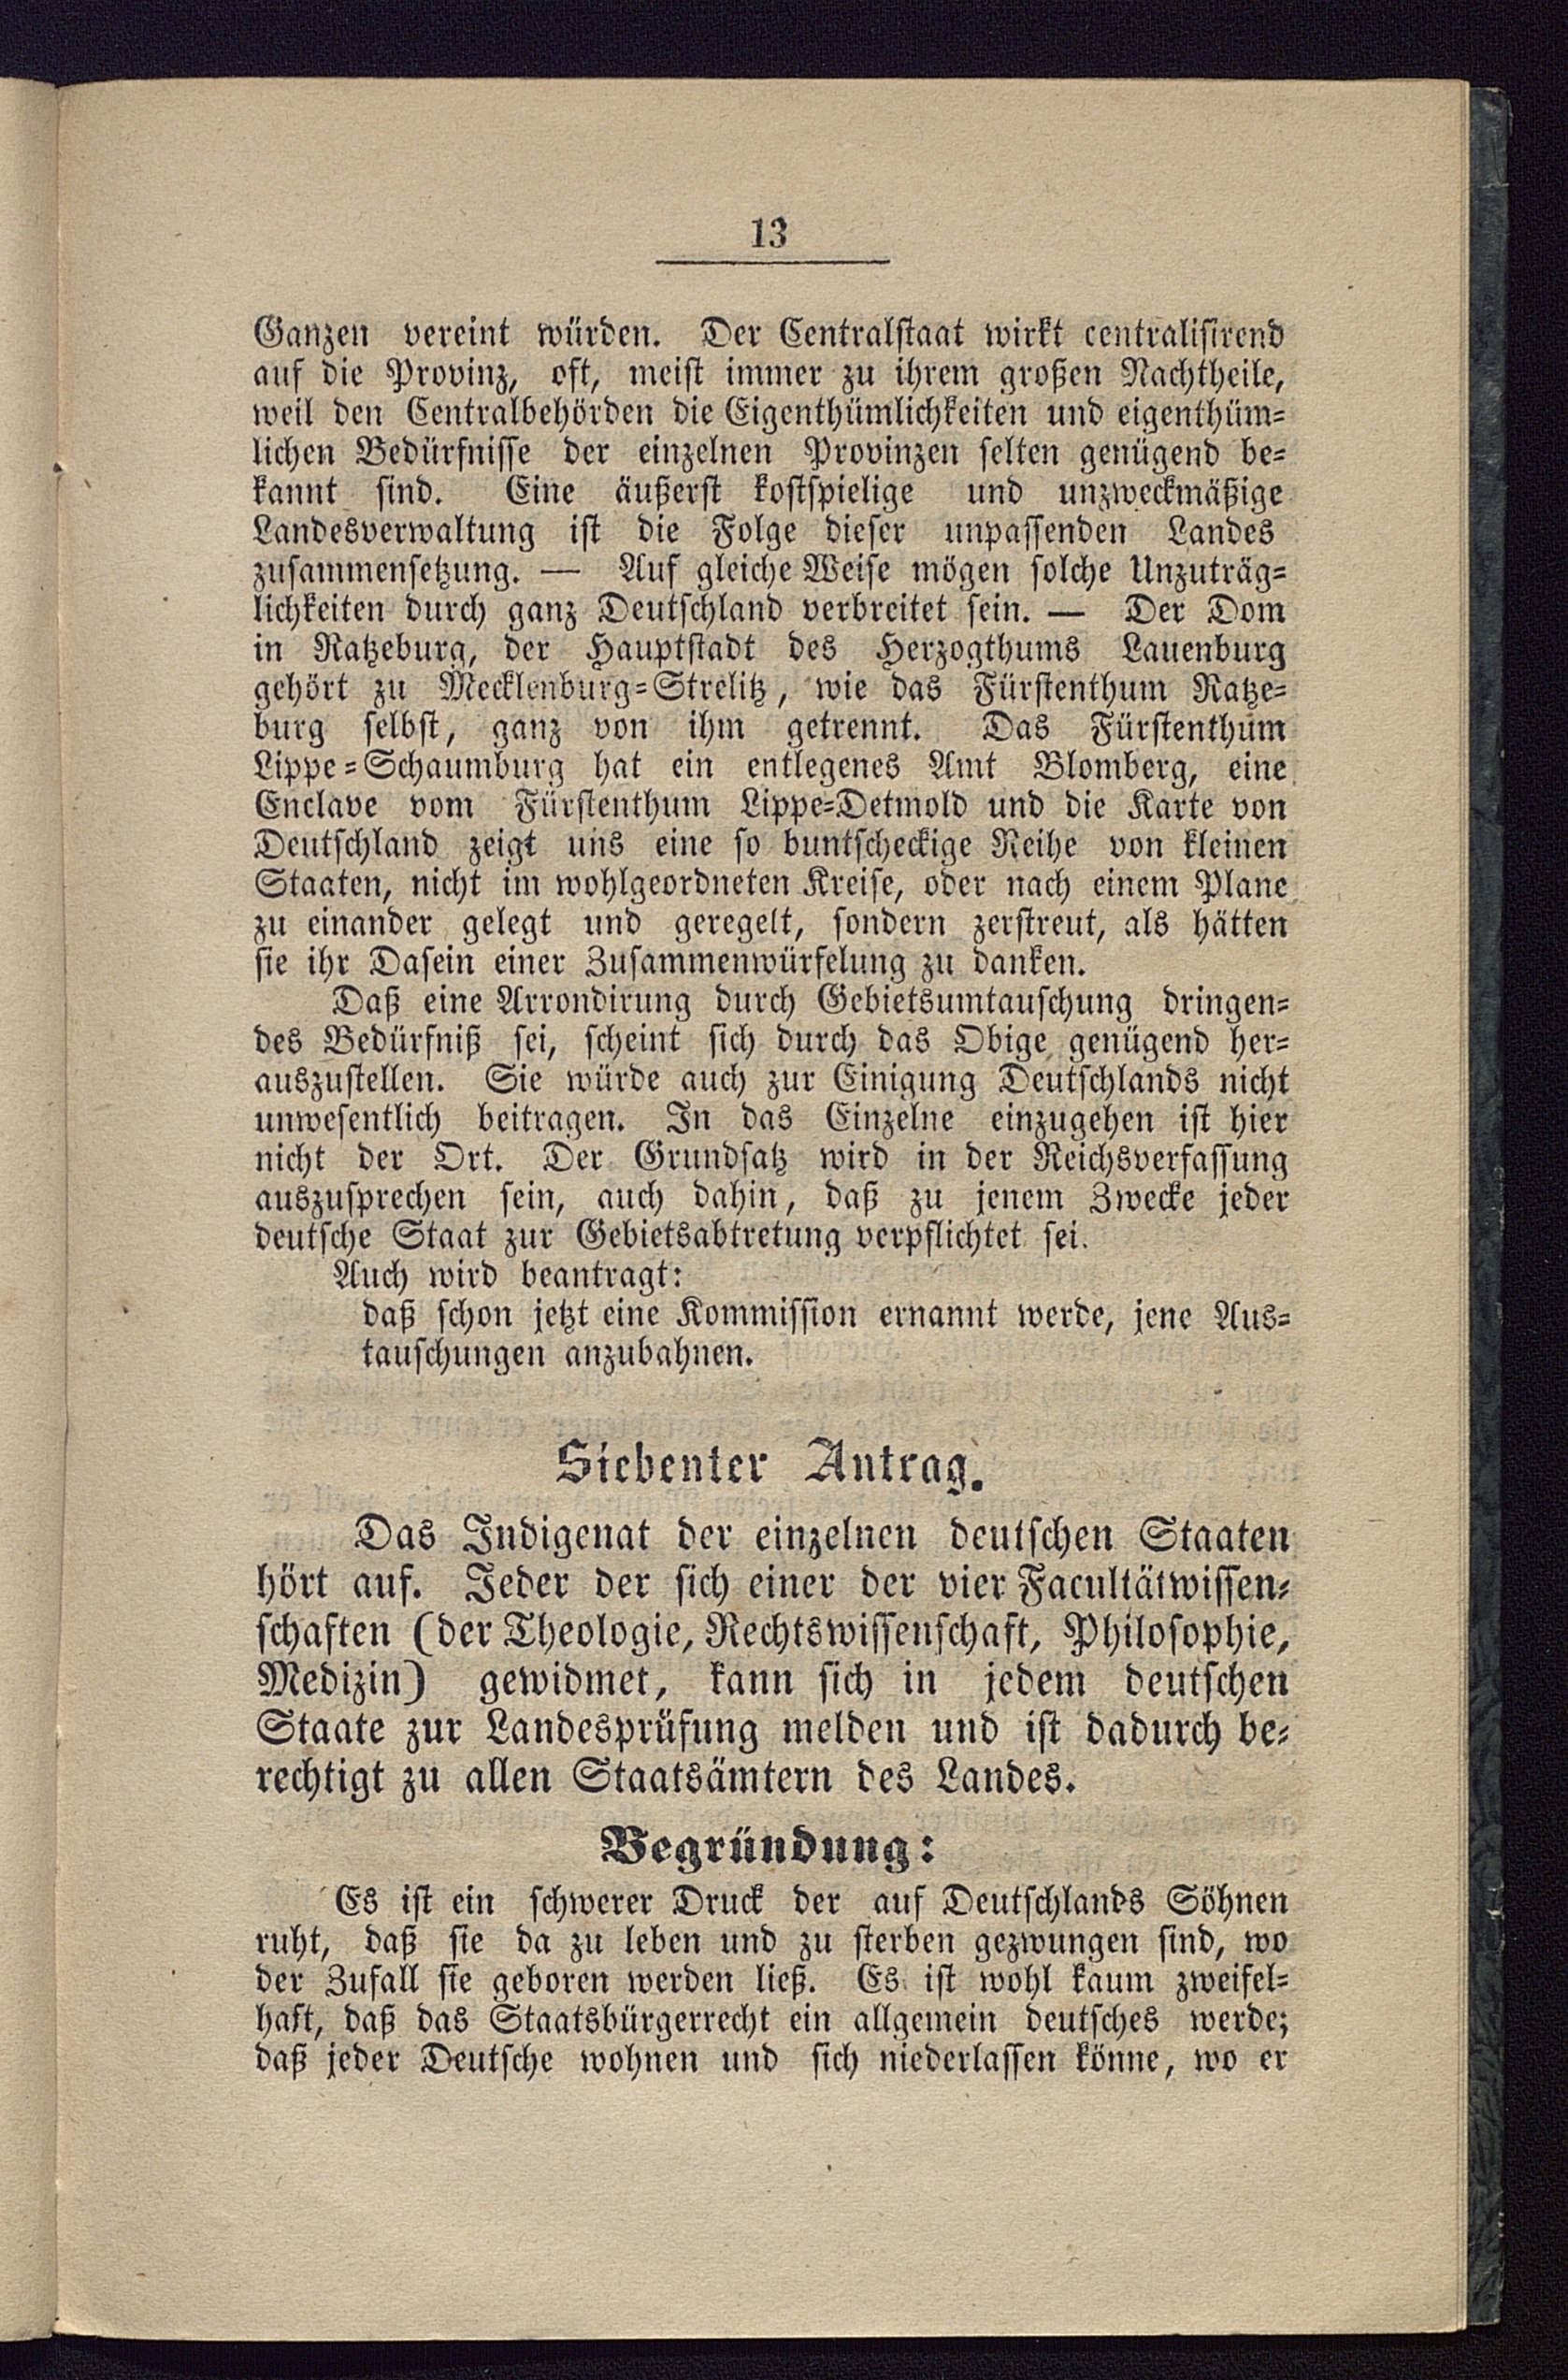 13
Ganzen vereint würden. Der Centralstaat wirkt centralisirend
auf die Provinz, oft, meist immer zu ihrem großen Nachtheile,
weil den Centralbehörden die Eigenthümlichkeiten und eigenthüm-
lichen Bedürfnisse der einzelnen Provinzen selten genügend be-
kannt sind. Eine äußerst kostspielige und unzweckmäßige
Landesverwaltung ist die Folge dieser unpassenden Landes
zusammensetzung. — Auf gleiche Weise mögen solche Unzuträg-
lichkeiten durch ganz Deutschland verbreitet sein. — Der Dom
in Ratzeburg, der Hauptstadt des Herzogthums Lauenburg
gehört zu Mecklenburg-Strelitz, wie das Fürstenthum Ratze-
burg selbst, ganz von ihm getrennt. Das Fürstenthum
Lippe-Schaumburg hat ein entlegenes Amt Blomberg, eine
Enclave vom Fürstenthum Lippe-Detmold und die Karte von
Deutschland zeigt uns eine so buntscheckige Reihe von kleinen
Staaten, nicht im wohlgeordneten Kreise, oder nach einem Plane
zu einander gelegt und geregelt, sondern zerstreut, als hätten
sie ihr Dasein einer Zusammenwürfelung zu danken.
Daß eine Arrondirung durch Gebietsumtauschung dringen-
des Bedürfniß sei, scheint sich durch das Obige genügend her-
auszustellen. Sie würde auch zur Einigung Deutschlands nicht
unwesentlich beitragen. In das Einzelne einzugehen ist hier
nicht der Ort. Der Grundsatz wird in der Reichsverfassung
auszusprechen sein, auch dahin, daß zu jenem Zwecke jeder
deutsche Staat zur Gebietsabtretung verpflichtet sei.
Auch wird beantragt:
daß schon jetzt eine Kommission ernannt werde, jene Aus-
tauschungen anzubahnen.
Siebenter Antrag.
Das Indigenat der einzelnen deutschen Staaten
hört auf. Jeder der sich einer der vier Facultätwissen-
schaften (der Theologie, Rechtswissenschaft, Philosophie,
Medizin) gewidmet, kann sich in jedem deutschen
Staate zur Landesprüfung melden und ist dadurch be-
rechtigt zu allen Staatsämtern des Landes.
Begründung:
Es ist ein schwerer Druck der auf Deutschlands Söhnen
ruht, daß sie da zu leben und zu sterben gezwungen sind, wo
der Zufall sie geboren werden ließ. Es ist wohl kaum zweifel-
haft, daß das Staatsbürgerrecht ein allgemein deutsches werde;
daß jeder Deutsche wohnen und sich niederlassen könne, wo er